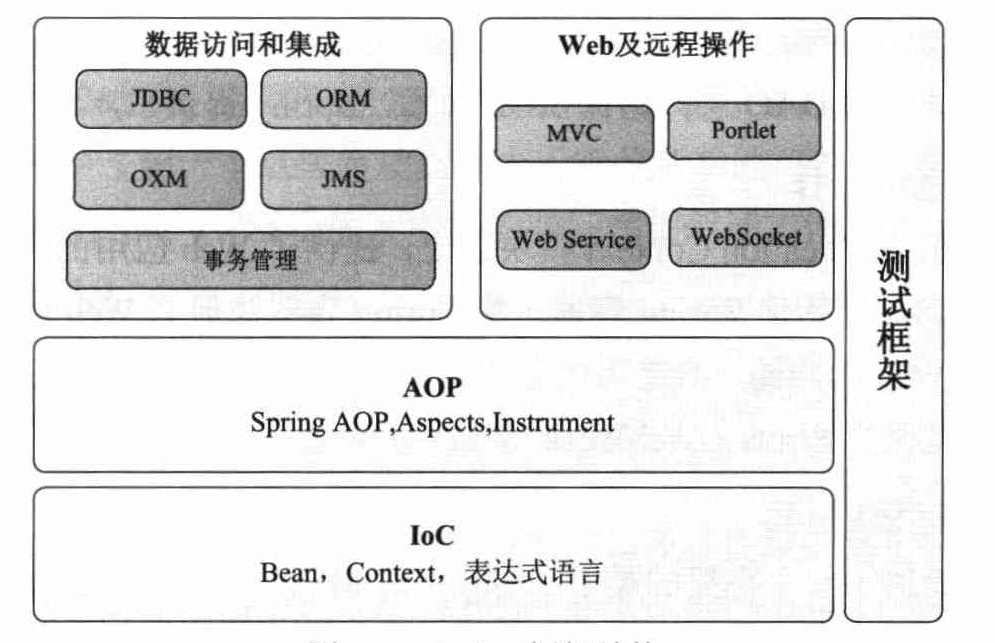 数据访问和集成
JDBC
ORM
OXM
JMS
事务管理
Web及远程操作
MVC
Portlet
Web Service
WebSocket
测试框架
AOP
Spring AOP,Aspects,Instrument
IoC
Bean，Context，表达式语言